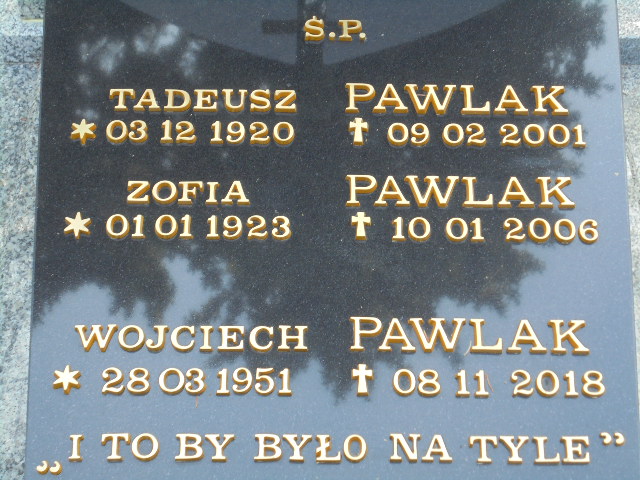 Ś.P.
TADEUSZ PAWLAK
* 03 12 1920 † 09 02 2001
ZOFIA PAWLAK
* 01 01 1923 † 10 01 2006
WOJCIECH PAWLAK
* 28 03 1951 † 08 11 2018
„I TO BY BYŁO NA TYLE”